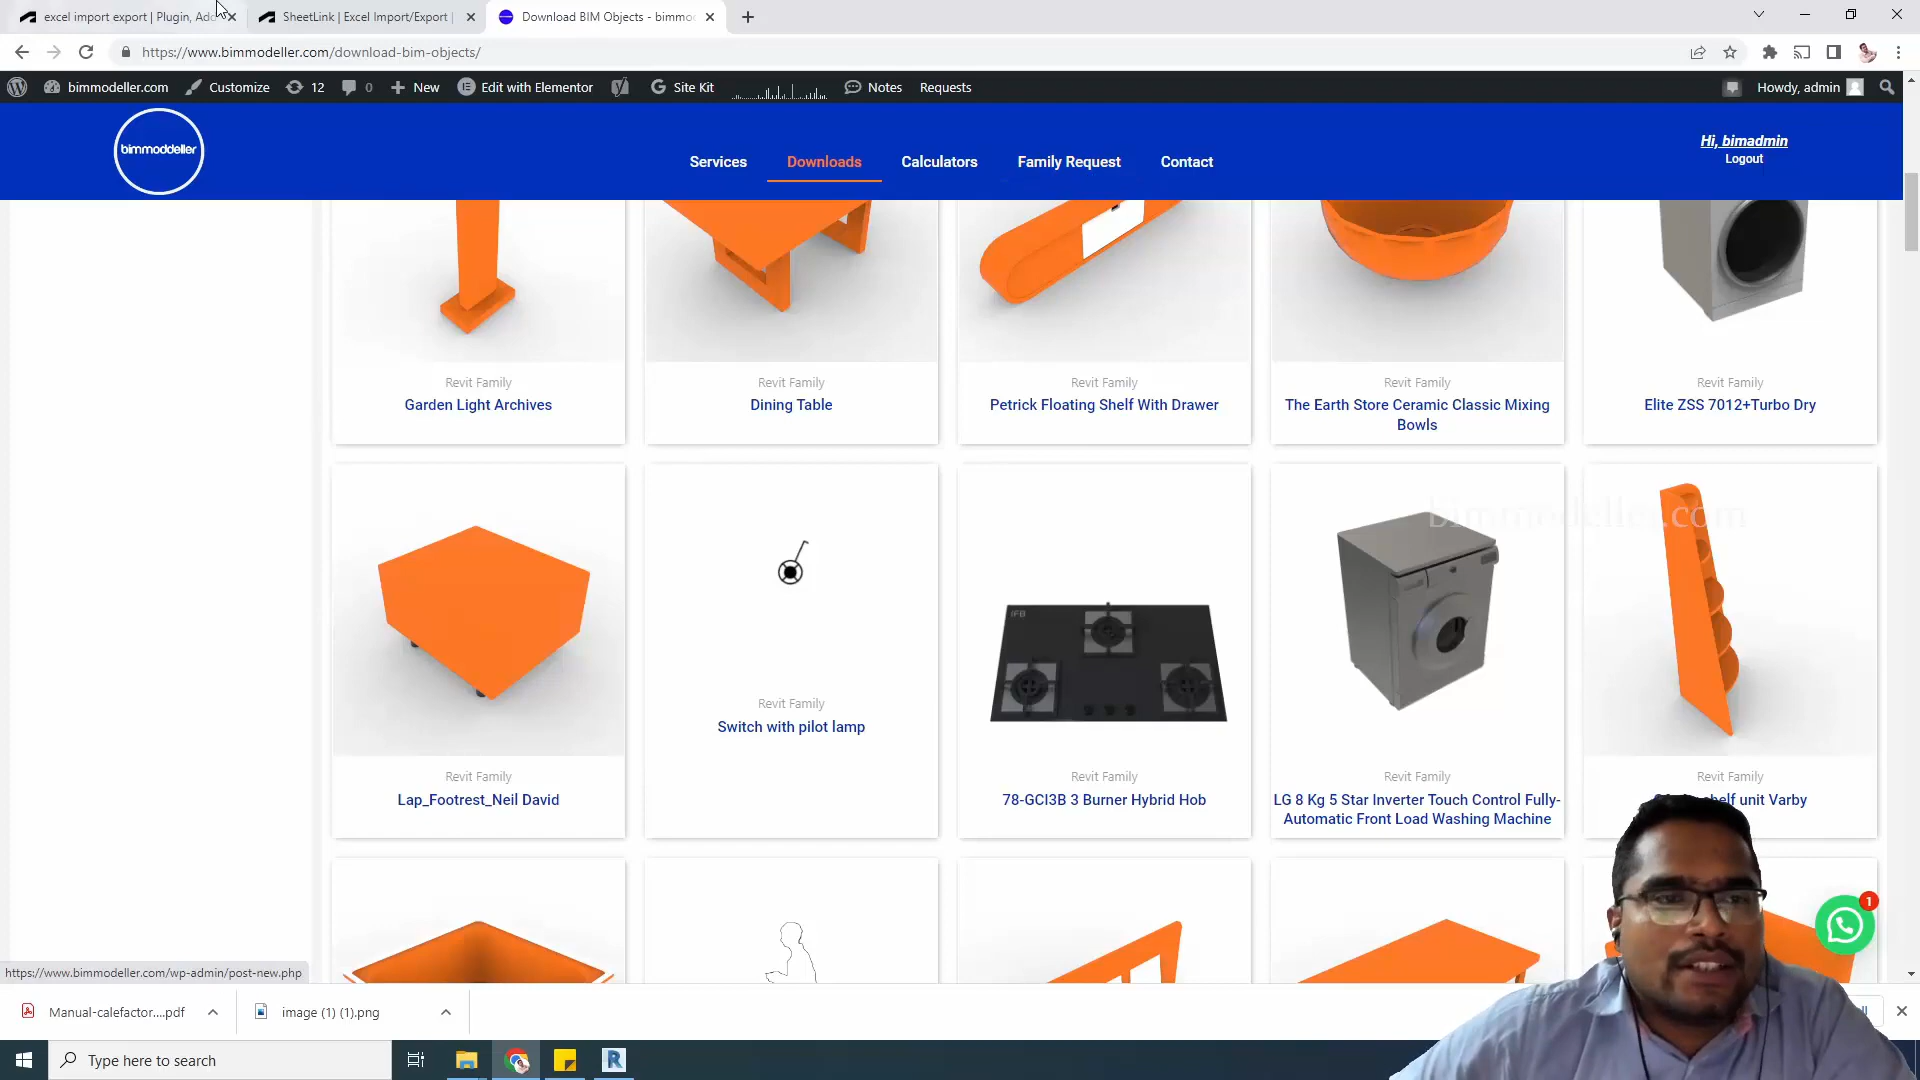 excel import export | Plugin, Ad
SheetLink | Excel Import/Export |
Download BIM Objects - bimmo
https://www.bimmodeller.com/download-bim-objects/
bimmodeller.com
Customize
12
0
New
Edit with Elementor
Site Kit
Notes
Requests
Howdy, admin
bimmoddeller
Services
Downloads
Calculators
Family Request
Contact
Hi, bimadmin
Logout
Revit Family
Garden Light Archives
Revit Family
Dining Table
Revit Family
Petrick Floating Shelf With Drawer
Revit Family
The Earth Store Ceramic Classic Mixing
Bowls
Revit Family
Elite ZSS 7012+Turbo Dry
bimmodeller.com
IFB
Revit Family
Lap_Footrest_Neil David
Revit Family
Switch with pilot lamp
Revit Family
78-GCI3B 3 Burner Hybrid Hob
Revit Family
LG 8 Kg 5 Star Inverter Touch Control Fully-
Automatic Front Load Washing Machine
Revit Family
shelf unit Varby
1
https://www.bimmodeller.com/wp-admin/post-new.php
Manual-calefactor....pdf
image (1) (1).png
Type here to search